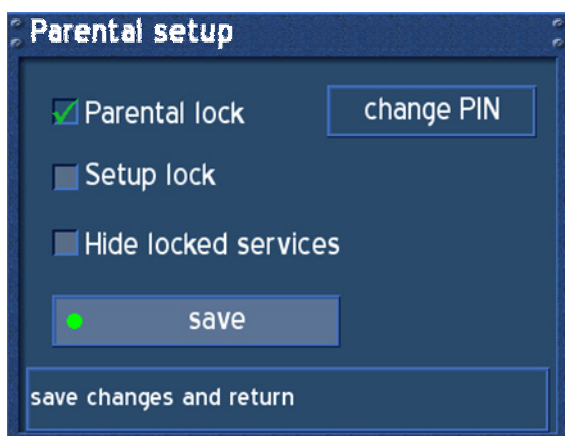 Parental setup
Parental lock
change PIN
Setup lock
Hide locked services
save
save changes and return